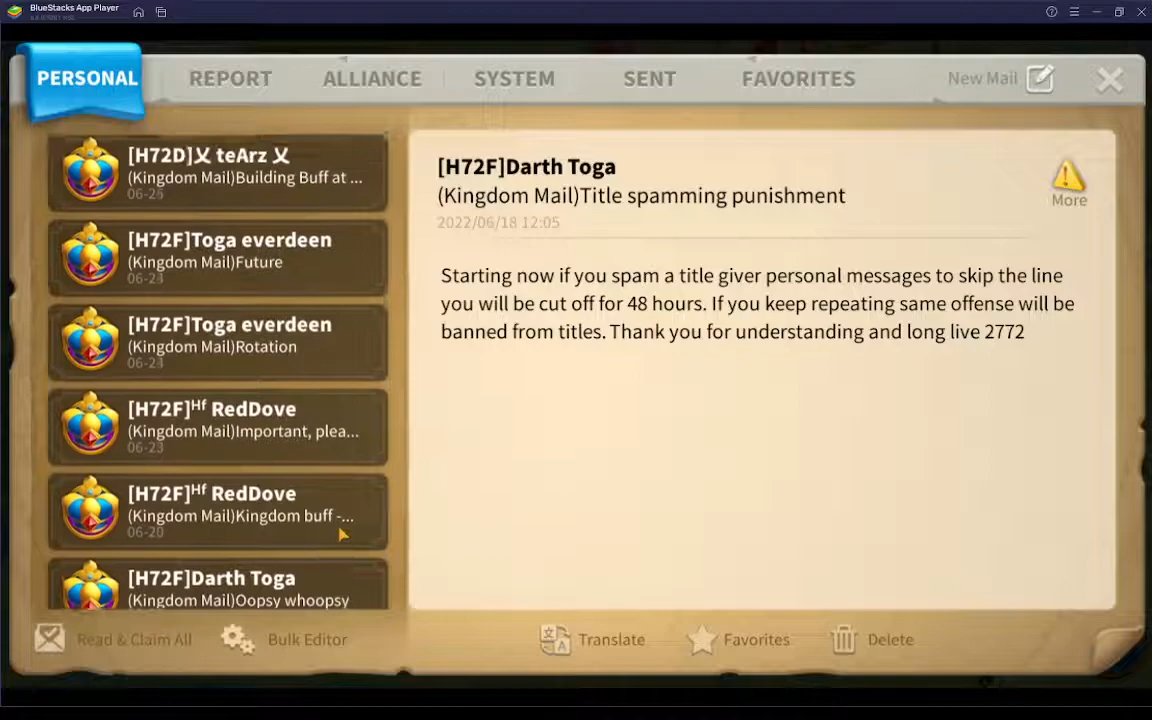 BlueStacks App Player
PERSONAL
REPORT
ALLIANCE
SYSTEM
SENT
FAVORITES
New Mail
[H72D]乂 teArz 乂
(Kingdom Mail)Building Buff at ...
[H72F]Toga everdeen
(Kingdom Mail)Future
[H72F]Toga everdeen
(Kingdom Mail)Rotation
[H72F]ᴴᶠ RedDove
(Kingdom Mail)Important, plea...
06-23
[H72F]ᴴᶠ RedDove
(Kingdom Mail)Kingdom buff -...
06-20
[H72F]Darth Toga
(Kingdom Mail)Oopsy whoopsy
[H72F]Darth Toga
(Kingdom Mail)Title spamming punishment
2022/06/18 12:05
More
Starting now if you spam a title giver personal messages to skip the line
you will be cut off for 48 hours. If you keep repeating same offense will be
banned from titles. Thank you for understanding and long live 2772
Read & Claim All
Bulk Editor
Translate
Favorites
Delete